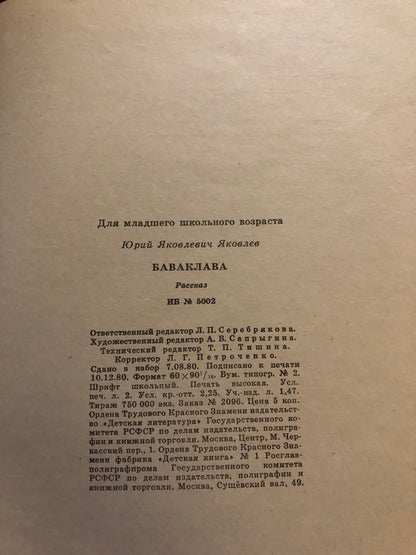 Для младшего школьного возраста
Юрий Яковлевич Яковлев
БАВАКЛАВА
Рассказ
ИБ № 5002
Ответственный редактор Л. П. Серебрякова.
Художественный редактор А. В. Сапрыгина.
Технический редактор Т. П. Тяшина.
Корректор Л. Г. Петроченко.
Сдано в набор 7.08.80. Подписано к печати
10.12.80. Формат 60×90¹/₁₆. Бум. типогр. № 2.
Шрифт школьный. Печать высокая. Усл.
печ. л. 2. Усл. кр.-отт. 2,25. Уч.-изд. л. 1,47.
Тираж 750 000 экз. Заказ № 2096. Цена 5 коп.
Ордена Трудового Красного Знамени издательст-
во «Детская литература» Государственного ко-
митета РСФСР по делам издательств, полигра-
фии и книжной торговли. Москва, Центр, М. Чер-
касский пер., 1. Ордена Трудового Красного Зна-
мени фабрика «Детская книга» № 1 Росглав-
полиграфпрома Государственного комитета
РСФСР по делам издательств, полиграфии и
книжной торговли. Москва, Сущёвский вал, 49.